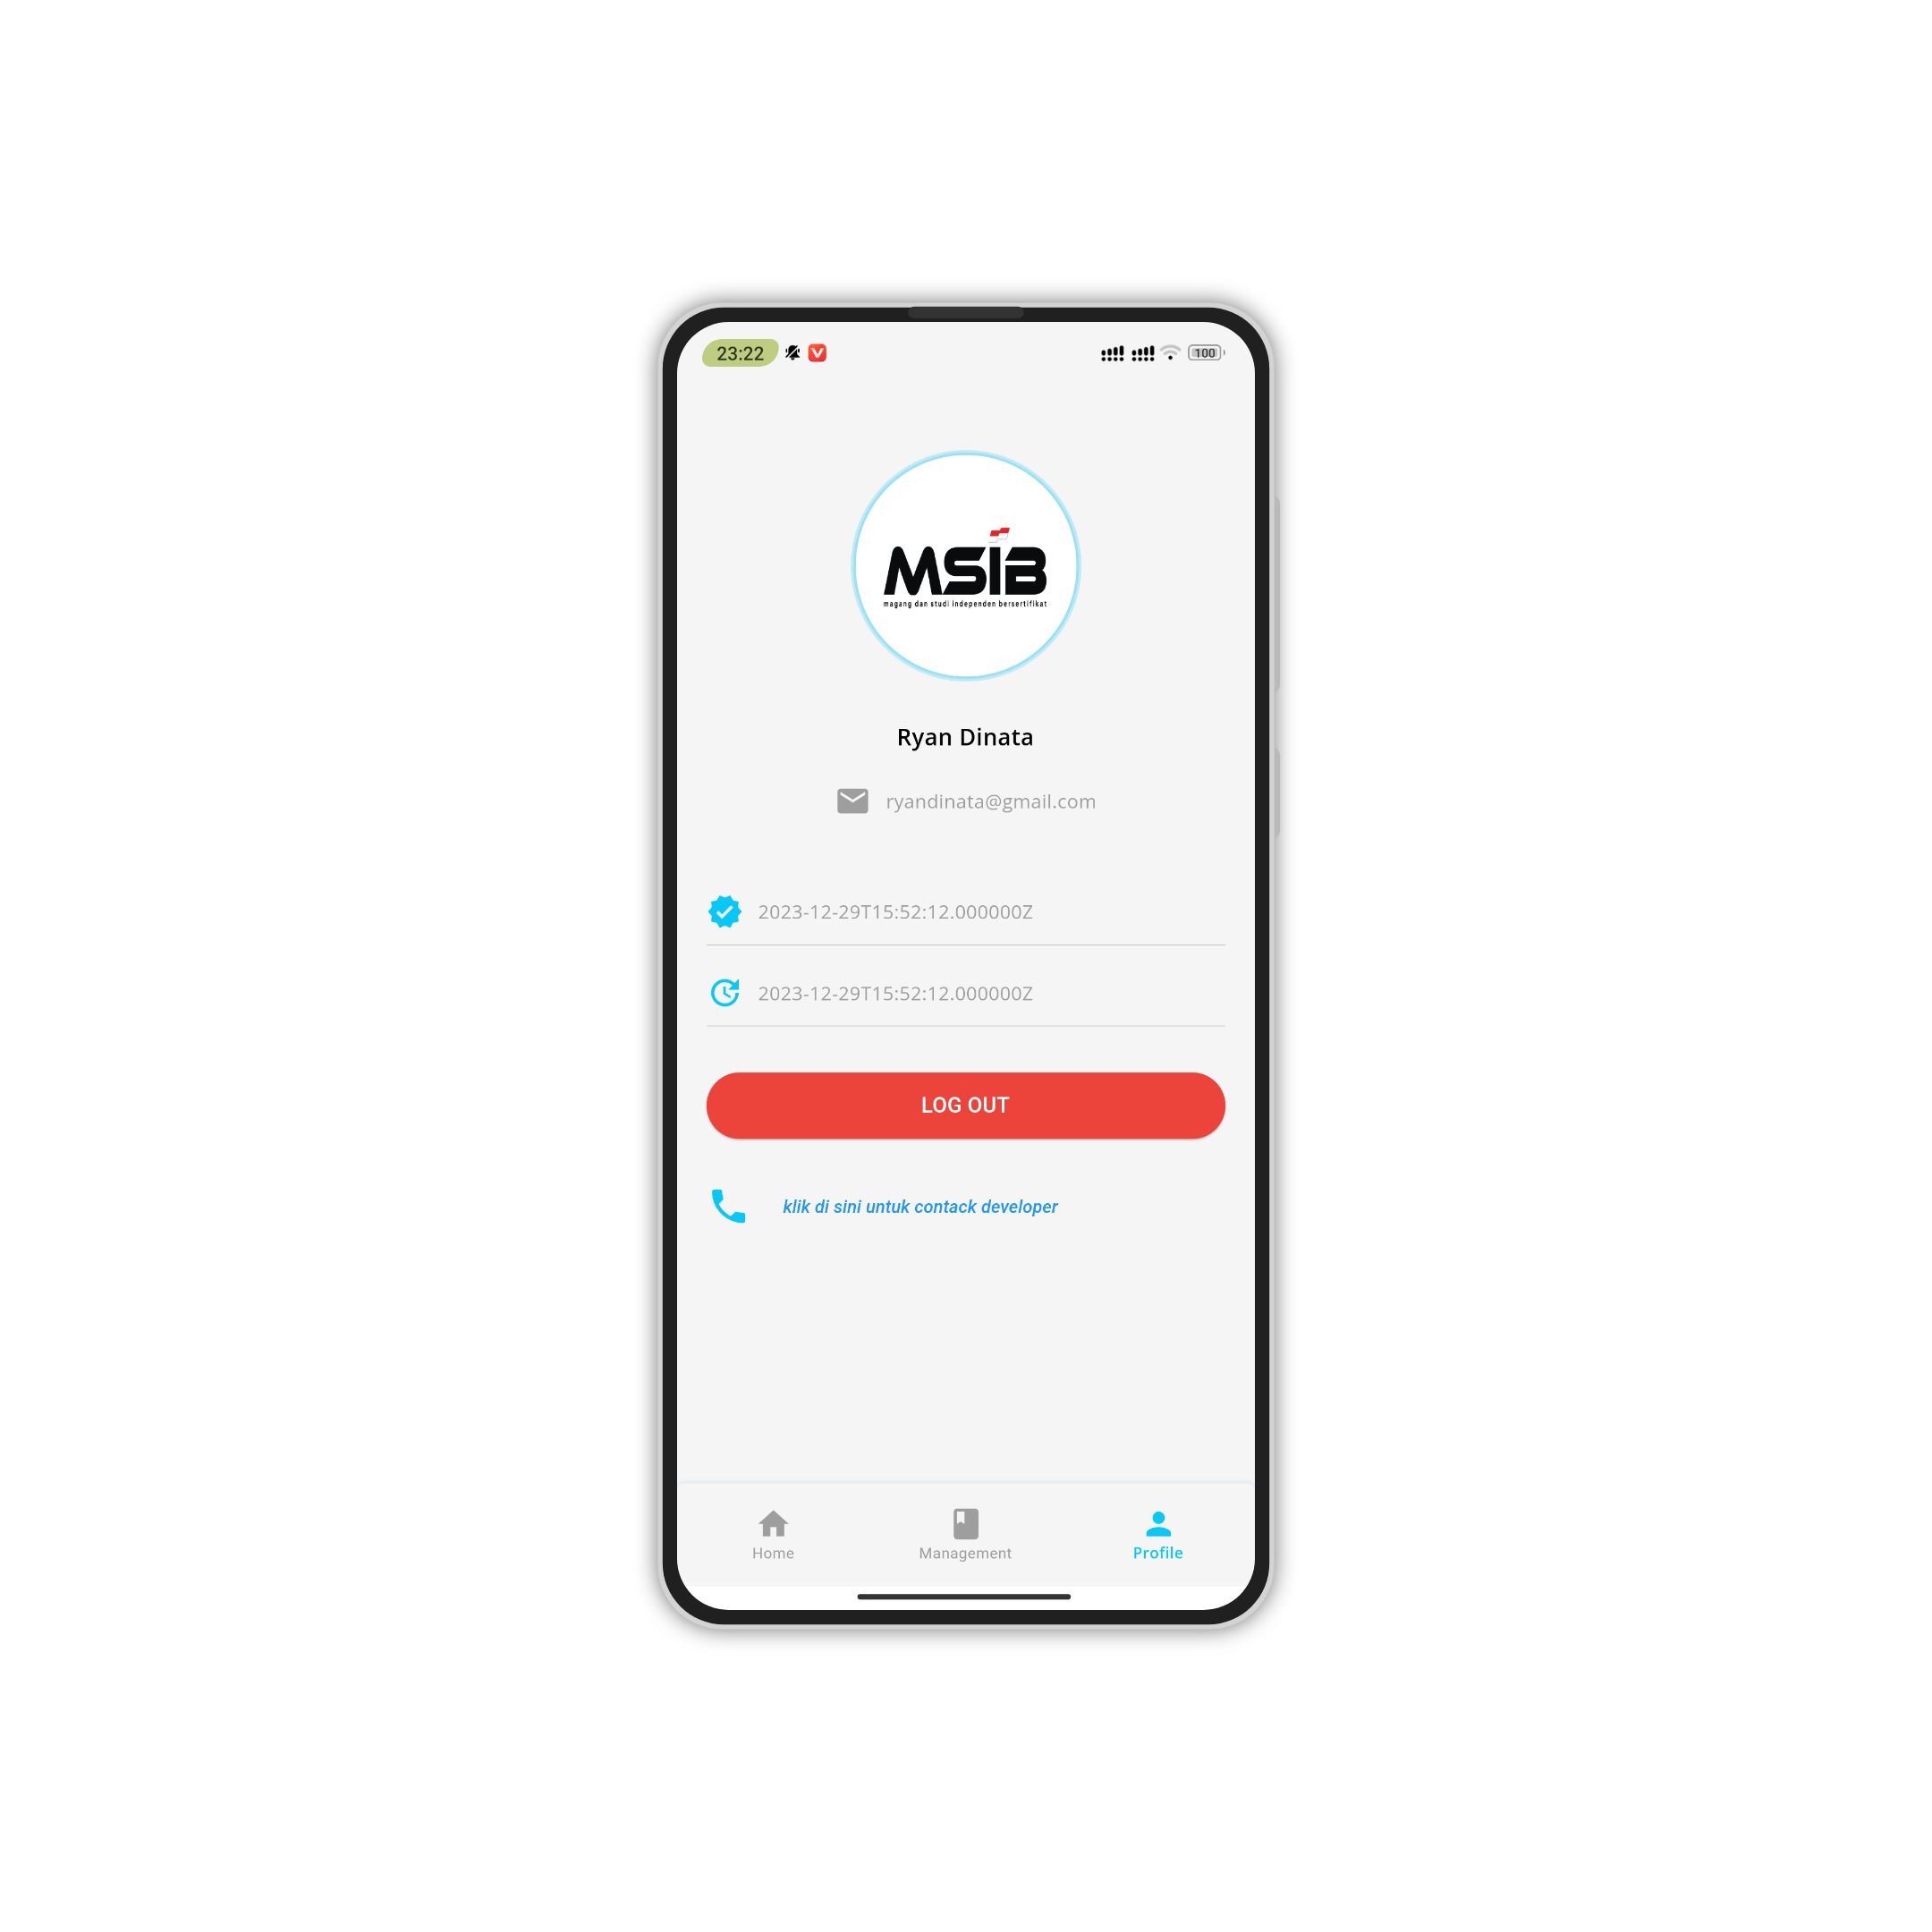 23:22
100
MSIB
magang dan studi independen bersertifikat
Ryan Dinata
ryandinata@gmail.com
2023-12-29T15:52:12.000000Z
2023-12-29T15:52:12.000000Z
LOG OUT
klik di sini untuk contack developer
Home
Management
Profile